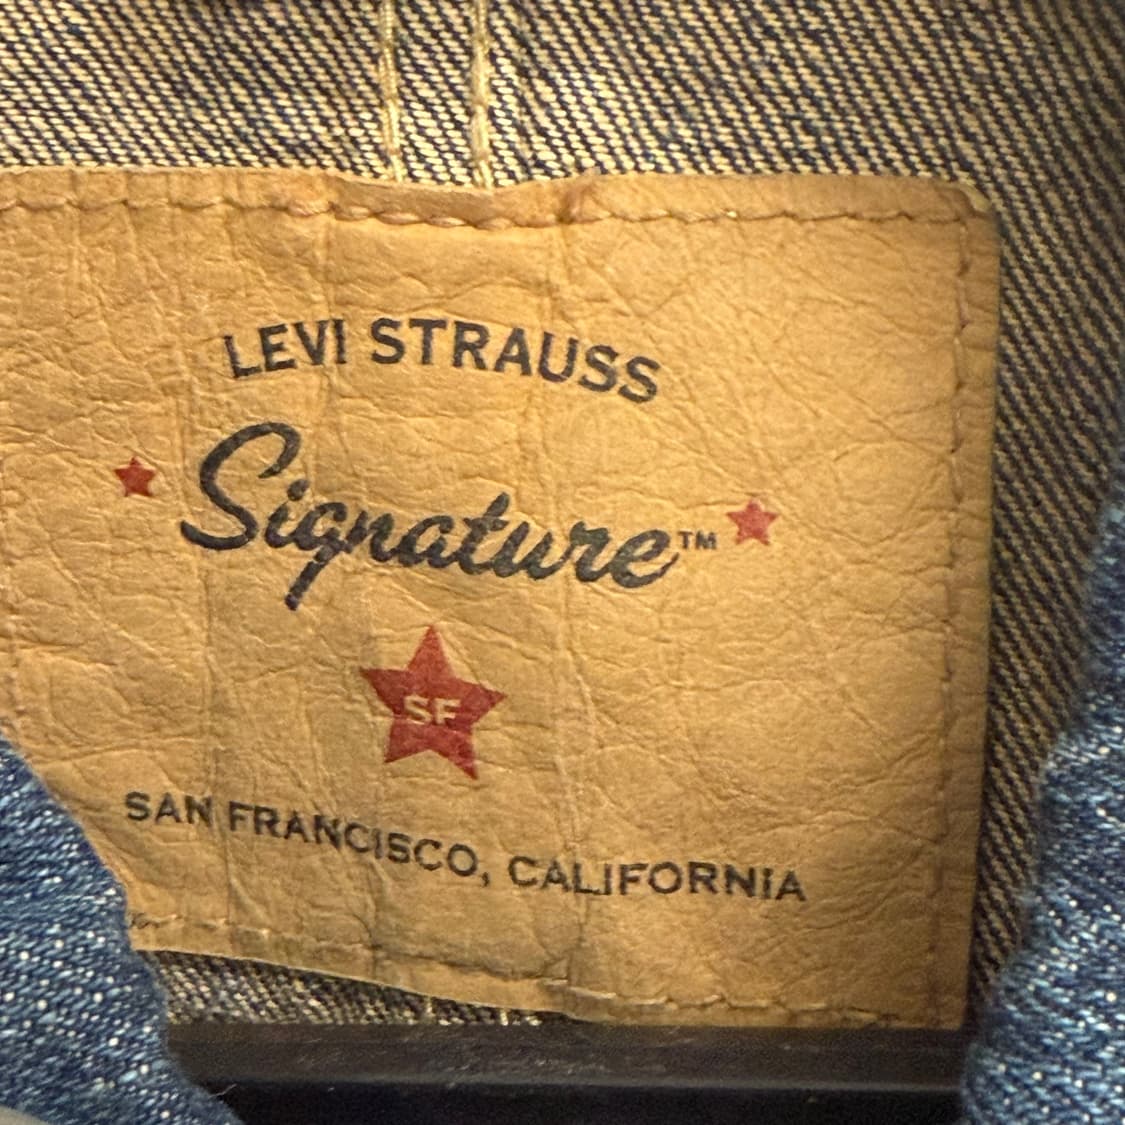 LEVI STRAUSS
Signature™
SF
SAN FRANCISCO, CALIFORNIA